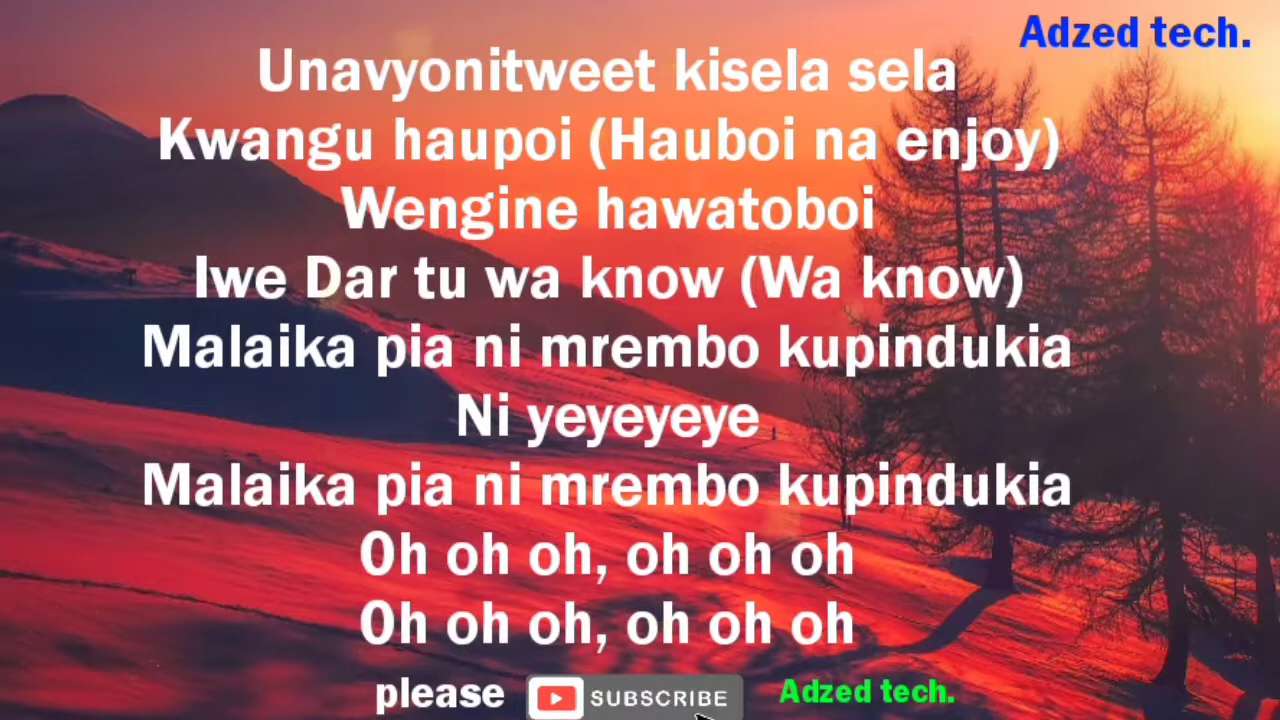 Adzed tech.
Unavyonitweet kisela sela
Kwangu haupoi (Hauboi na enjoy)
Wengine hawatoboi
Iwe Dar tu wa know (Wa know)
Malaika pia ni mrembo kupindukia
Ni yeyeyeye
Malaika pia ni mrembo kupindukia
Oh oh oh, oh oh oh
Oh oh oh, oh oh oh
please SUBSCRIBE Adzed tech.